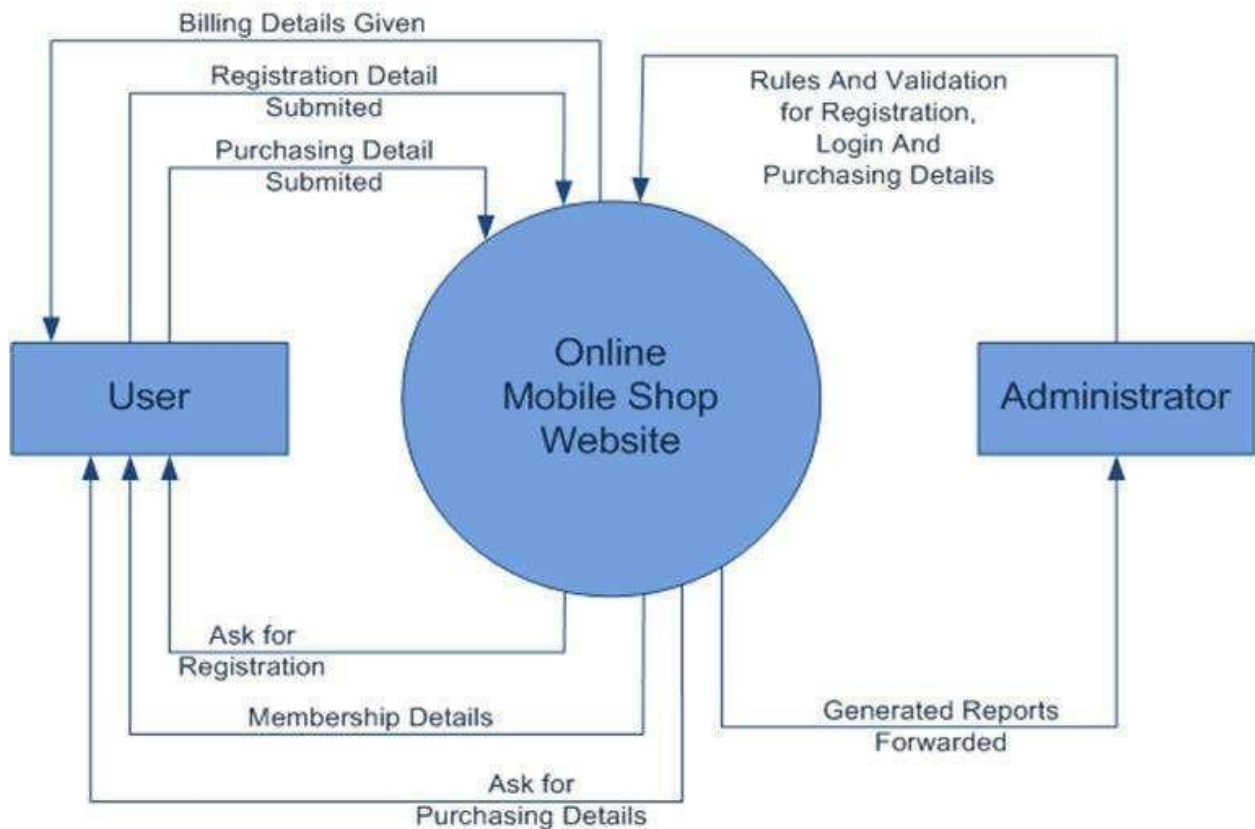 Billing Details Given
Registration Detail
Submited
Purchasing Detail
Submited
Rules And Validation
for Registration,
Login And
Purchasing Details
User
Online
Mobile Shop
Website
Administrator
Ask for
Registration
Membership Details
Ask for
Purchasing Details
Generated Reports
Forwarded